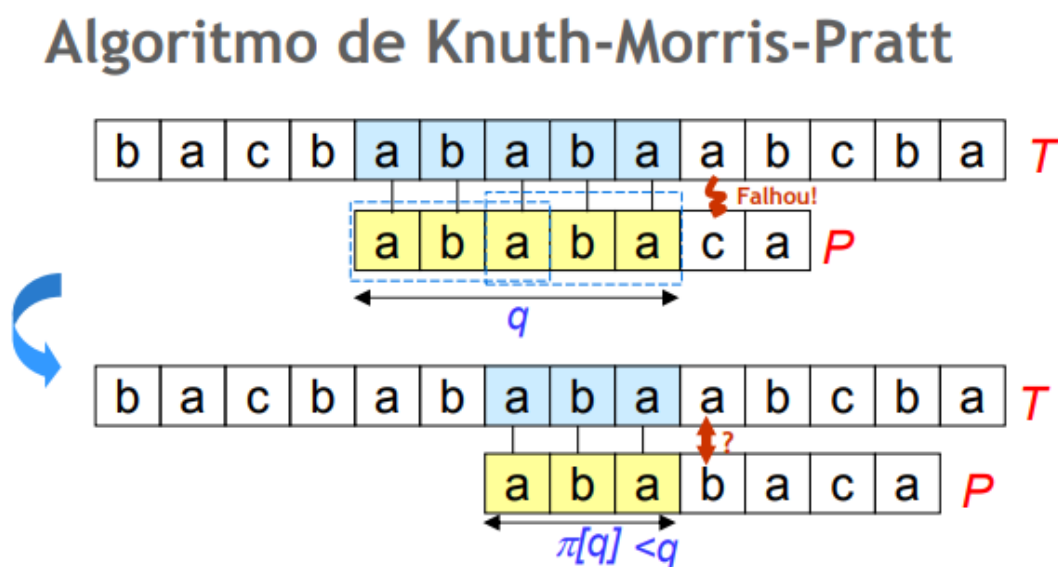 Algoritmo de Knuth-Morris-Pratt
b a c b a b a b a a b c b a T
Falhou!
a b a b a c a P
q
b a c b a b a b a a b c b a T
?
a b a b a c a P
π[q] <q